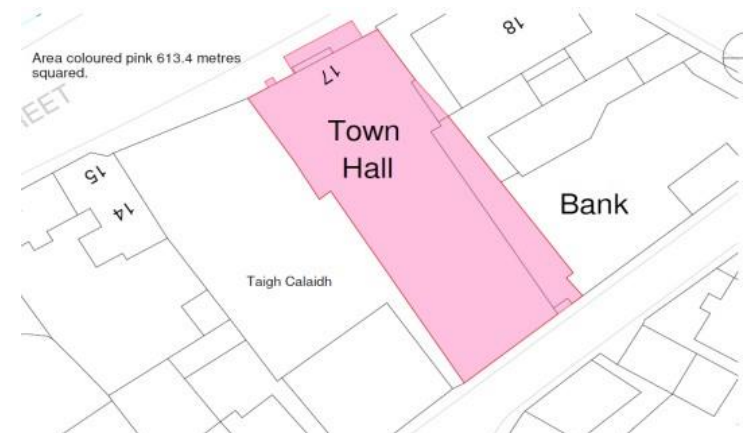 Area coloured pink 613.4 metres
squared.
18
17
EET
Town
Hall
15
14
Bank
Taigh Calaidh